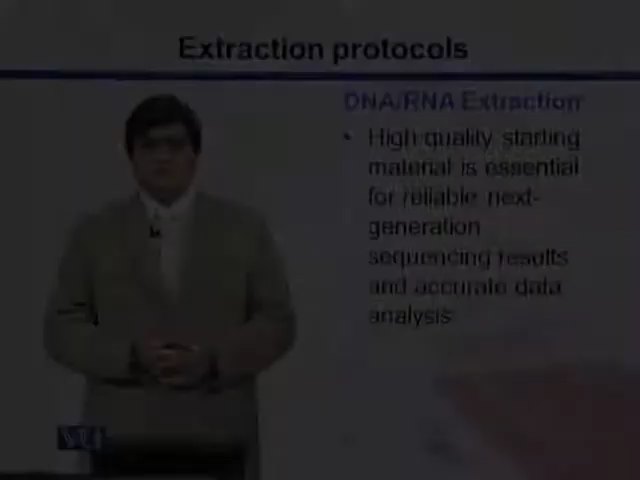 Extraction protocols
DNA/RNA Extraction
• High-quality starting
material is essential
for reliable next-
generation
sequencing results
and accurate data
analysis
VU